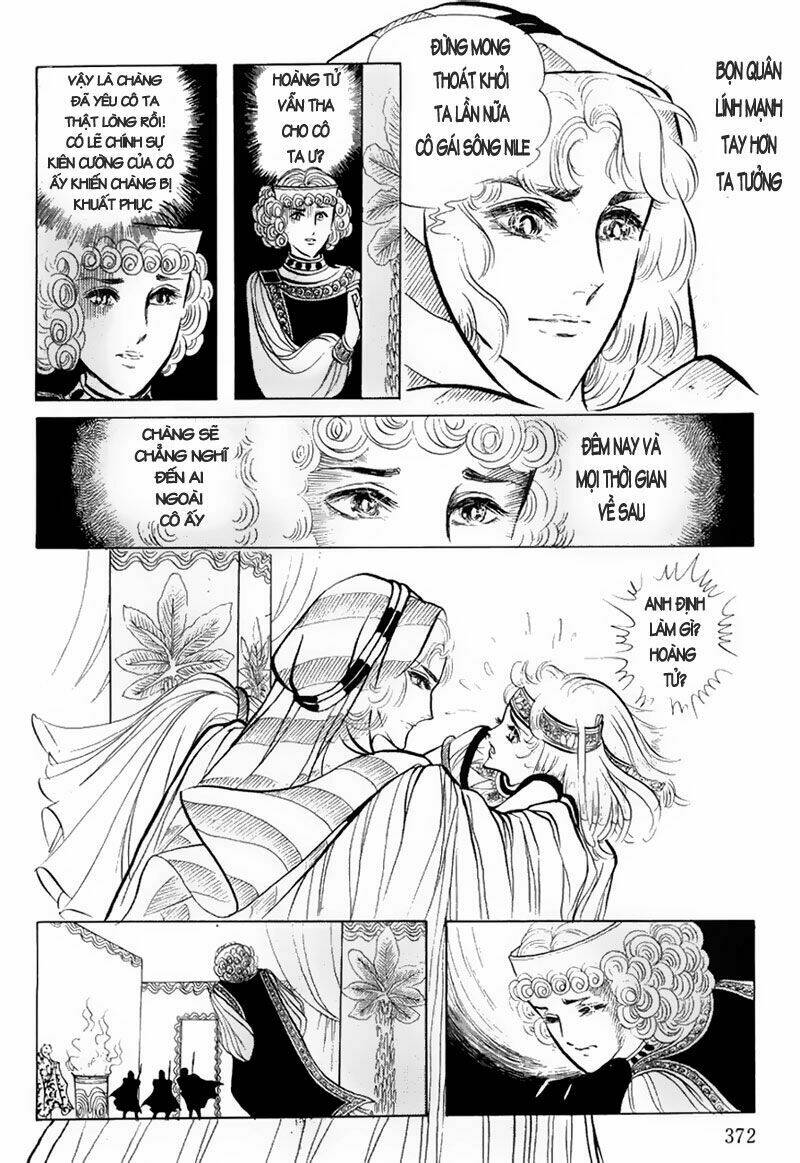 BỌN QUÂN
LÍNH MẠNH
TAY HƠN
TA TƯỞNG
ĐỪNG MONG
THOÁT KHỎI
TA LẦN NỮA
CÔ GÁI SÔNG NILE
HOÀNG TỬ
VẪN THA
CHO CÔ
TA Ư?
VẬY LÀ CHÀNG
ĐÃ YÊU CÔ TA
THẬT LÒNG RỒI!
CÓ LẼ CHÍNH SỰ
KIÊN CƯỜNG CỦA CÔ
ẤY KHIẾN CHÀNG BỊ
KHUẤT PHỤC
ĐÊM NAY VÀ
MỌI THỜI GIAN
VỀ SAU
CHÀNG SẼ
CHẲNG NGHĨ
ĐẾN AI
NGOÀI
CÔ ẤY
ANH ĐỊNH
LÀM GÌ?
HOÀNG
TỬ?
372